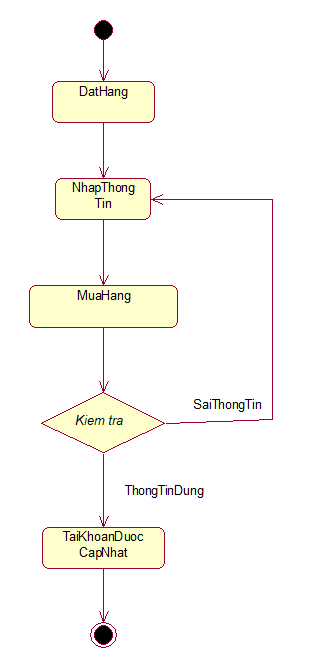 DatHang
NhapThong
Tin
MuaHang
Kiem tra
SaiThongTin
ThongTinDung
TaiKhoanDuoc
CapNhat